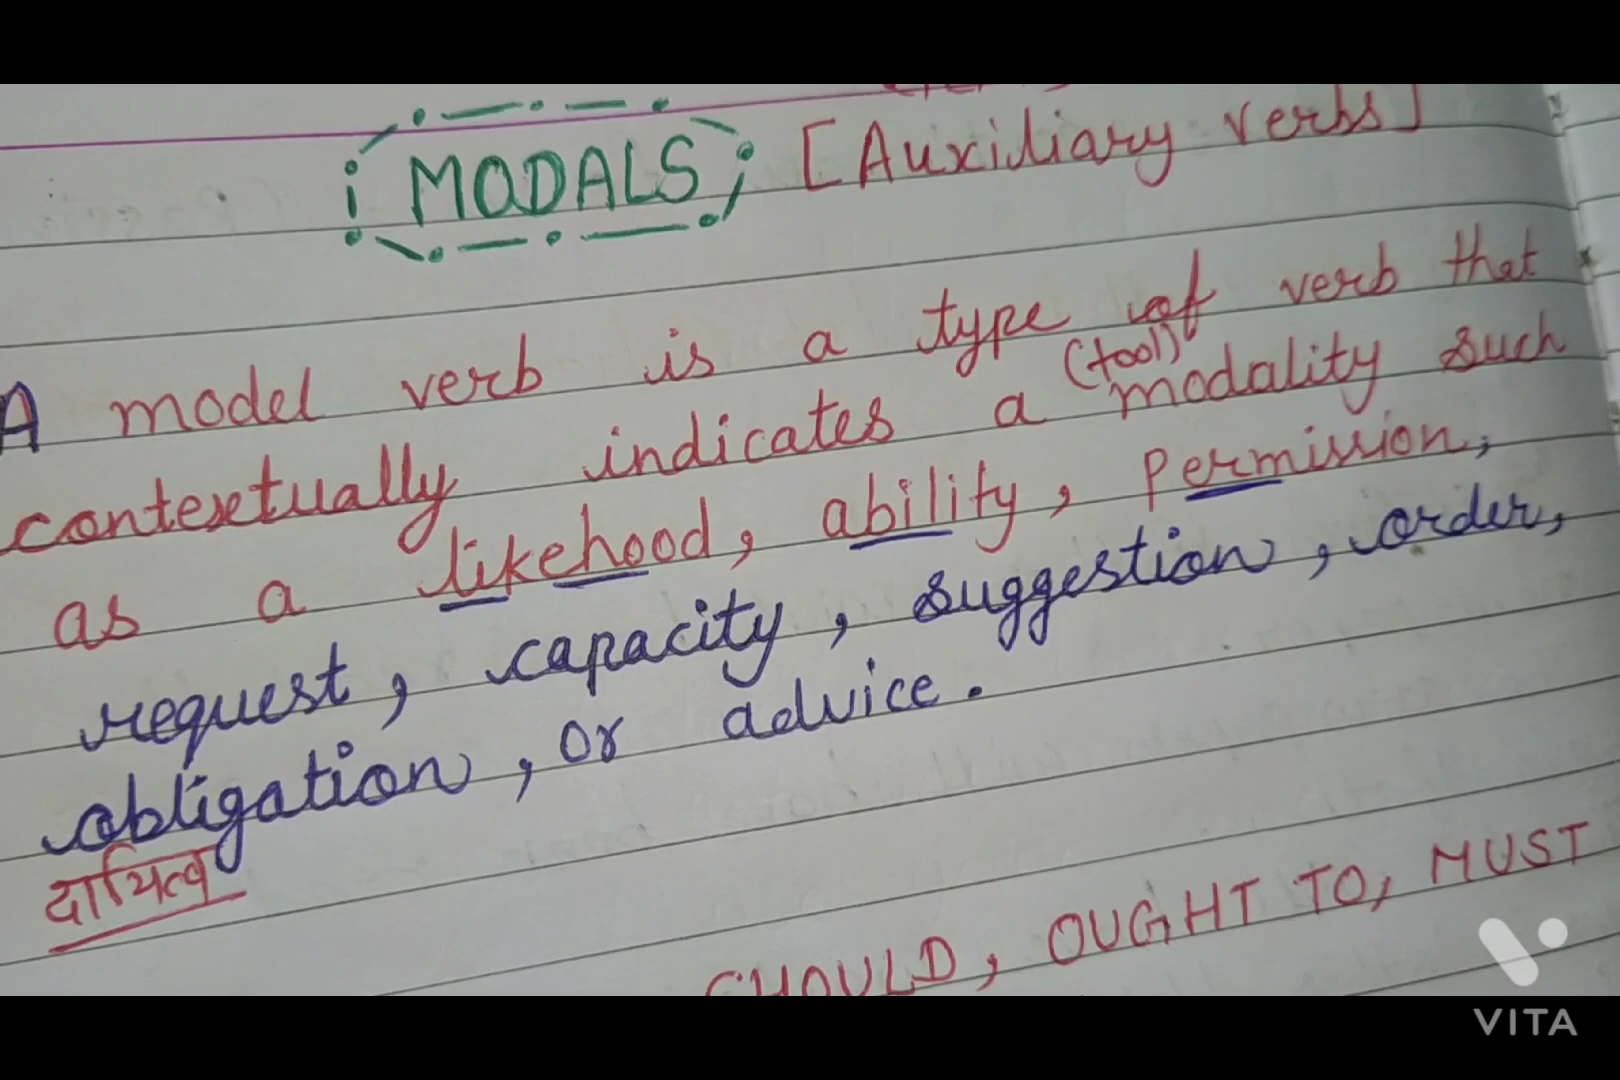 MODALS [Auxiliary verbs]
A model verb is a type of verb that
(tool)
contextually indicates a modality such
as a likehood, ability, permission,
request, capacity, suggestion, order,
obligation, or advice.
दायित्व
SHOULD, OUGHT TO, MUST
VITA